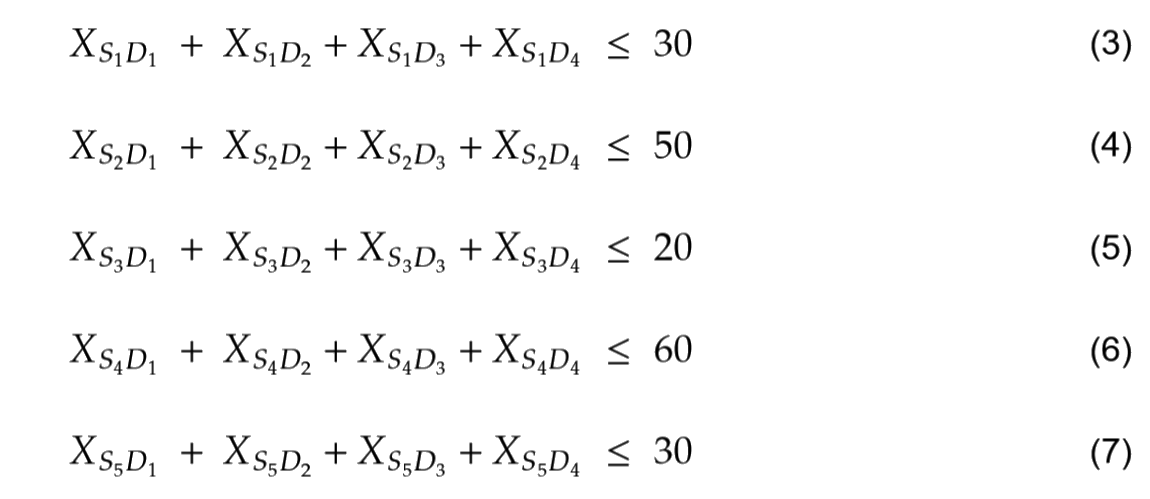 X_{S_1D_1} + X_{S_1D_2} + X_{S_1D_3} + X_{S_1D_4} ≤ 30 (3)
X_{S_2D_1} + X_{S_2D_2} + X_{S_2D_3} + X_{S_2D_4} ≤ 50 (4)
X_{S_3D_1} + X_{S_3D_2} + X_{S_3D_3} + X_{S_3D_4} ≤ 20 (5)
X_{S_4D_1} + X_{S_4D_2} + X_{S_4D_3} + X_{S_4D_4} ≤ 60 (6)
X_{S_5D_1} + X_{S_5D_2} + X_{S_5D_3} + X_{S_5D_4} ≤ 30 (7)